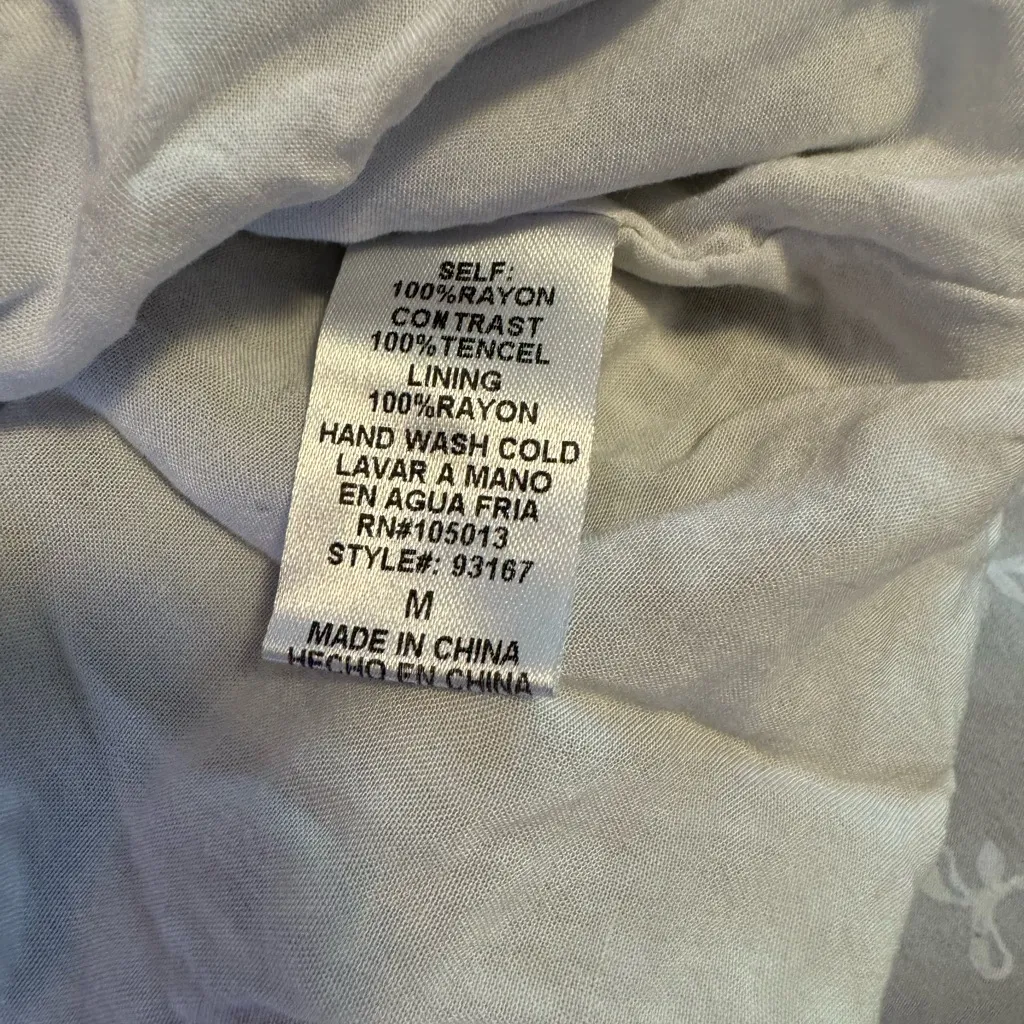 SELF:
100%RAYON
CONTRAST
100%TENCEL
LINING
100%RAYON
HAND WASH COLD
LAVAR A MANO
EN AGUA FRIA
RN#105013
STYLE#: 93167
M
MADE IN CHINA
HECHO EN CHINA